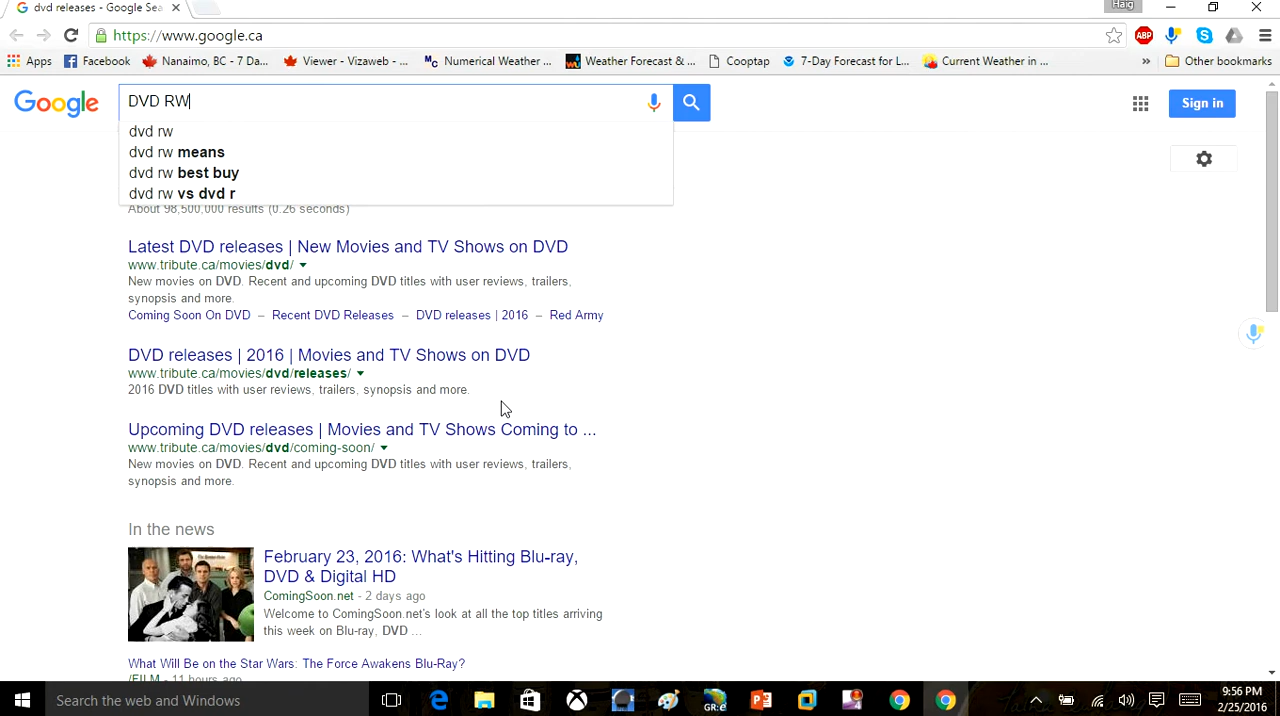 dvd releases - Google Sea
Haig
https://www.google.ca
ABP
Apps Facebook Nanaimo, BC - 7 Da... Viewer - Vizaweb - ... Numerical Weather ... Weather Forecast & ... Cooptap 7-Day Forecast for L... Current Weather in ... » Other bookmarks
Google DVD RW Sign in
dvd rw
dvd rw means
dvd rw best buy
dvd rw vs dvd r
About 98,500,000 results (0.26 seconds)
Latest DVD releases | New Movies and TV Shows on DVD
www.tribute.ca/movies/dvd/
New movies on DVD. Recent and upcoming DVD titles with user reviews, trailers,
synopsis and more.
Coming Soon On DVD – Recent DVD Releases – DVD releases | 2016 – Red Army
DVD releases | 2016 | Movies and TV Shows on DVD
www.tribute.ca/movies/dvd/releases/
2016 DVD titles with user reviews, trailers, synopsis and more.
Upcoming DVD releases | Movies and TV Shows Coming to ...
www.tribute.ca/movies/dvd/coming-soon/
New movies on DVD. Recent and upcoming DVD titles with user reviews, trailers,
synopsis and more.
In the news
February 23, 2016: What's Hitting Blu-ray,
DVD & Digital HD
ComingSoon.net - 2 days ago
Welcome to ComingSoon.net's look at all the top titles arriving
this week on Blu-ray, DVD ...
What Will Be on the Star Wars: The Force Awakens Blu-Ray?
/FILM - 11 hours ago
Search the web and Windows
GR:e
9:56 PM
2/25/2016